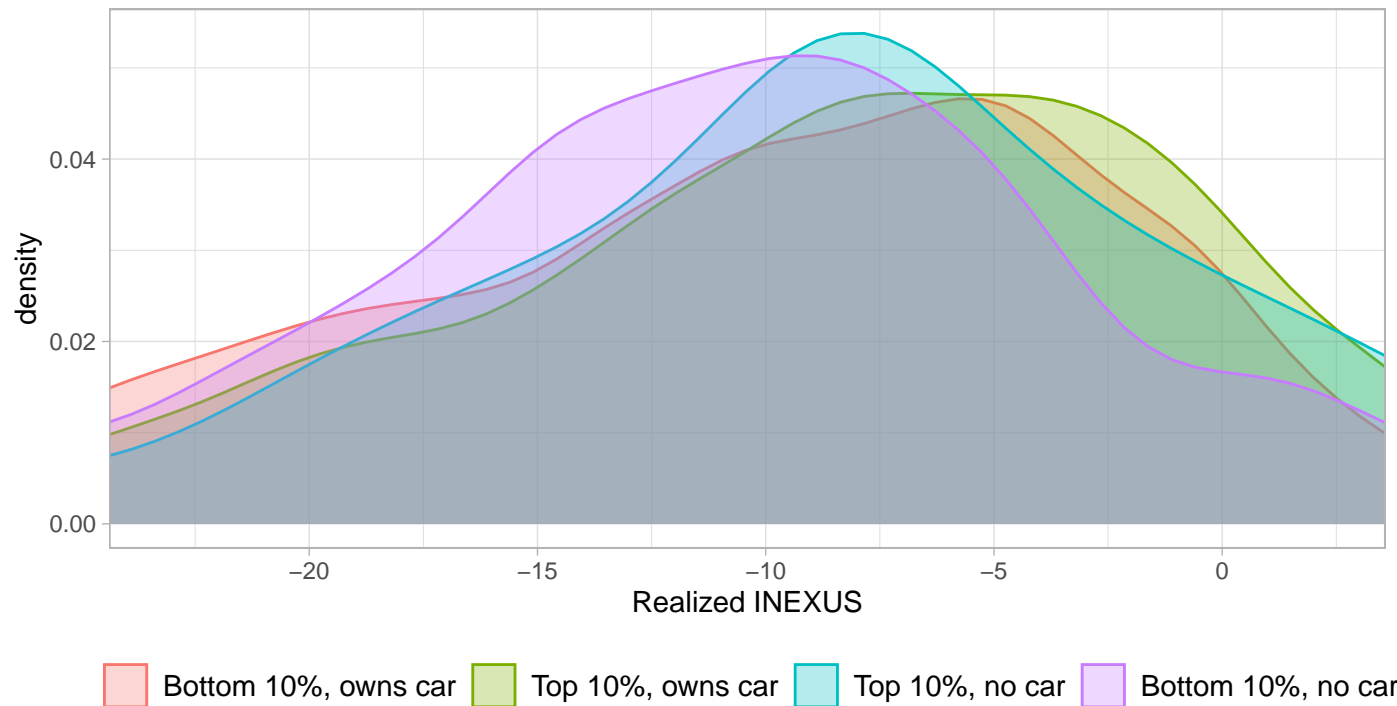 density
0.04
0.02
0.00
−20 −15 −10 −5 0
Realized INEXUS
Bottom 10%, owns car Top 10%, owns car Top 10%, no car Bottom 10%, no car